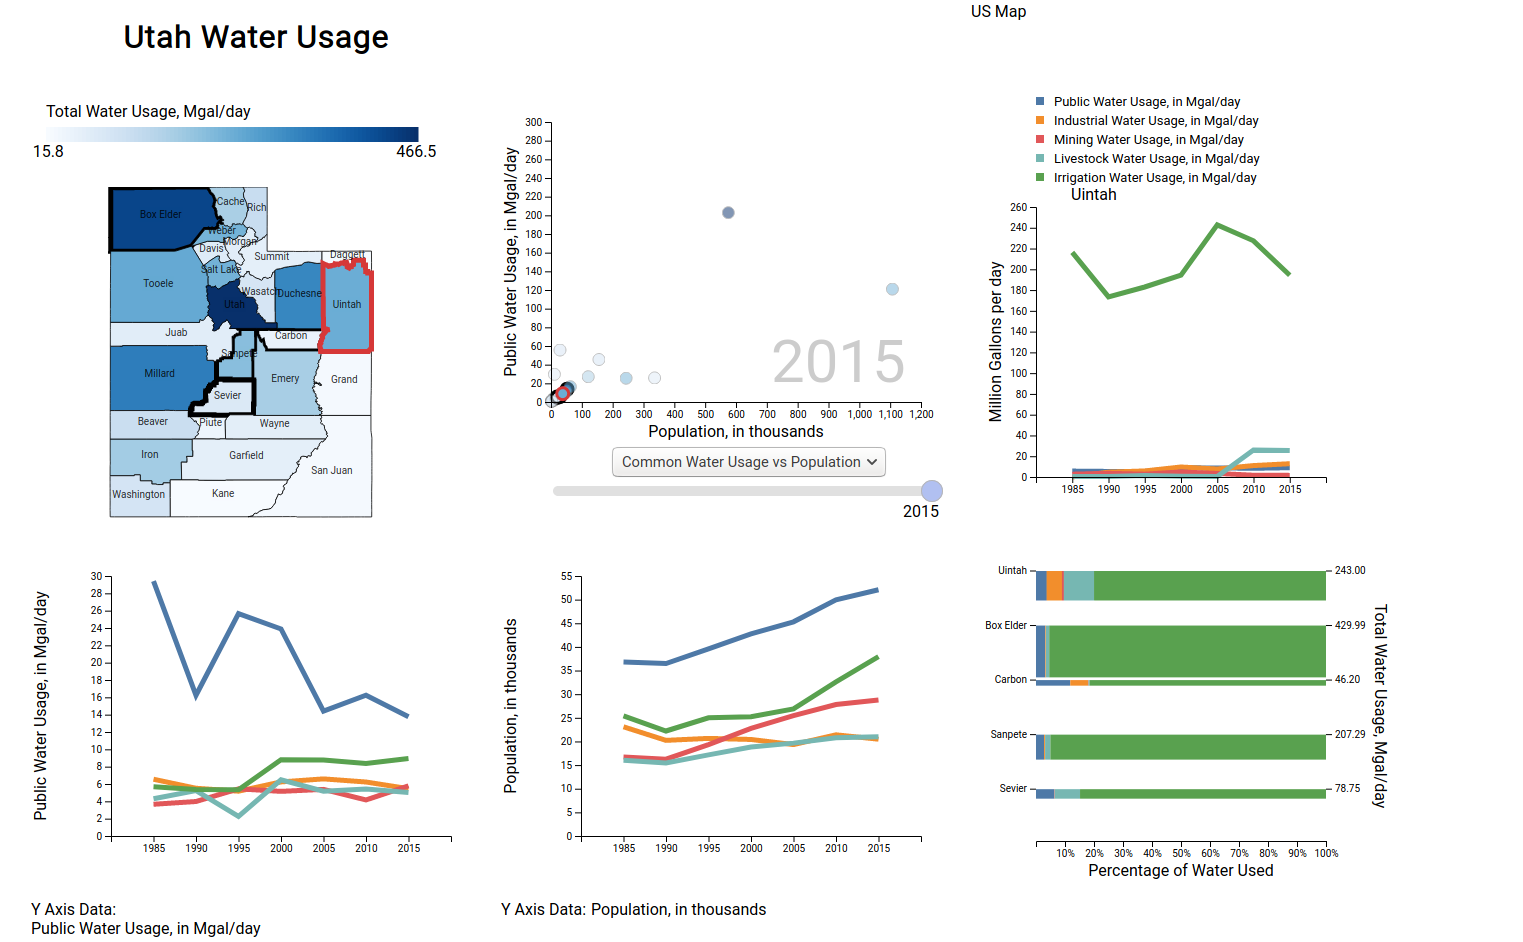 US Map
Utah Water Usage
Total Water Usage, Mgal/day
15.8
466.5
Box Elder
Cache
Rich
Weber
Morgan
Davis
Summit
Daggett
Salt Lake
Tooele
Wasatch
Duchesne
Uintah
Utah
Juab
Carbon
Sanpete
Millard
Emery
Grand
Sevier
Beaver
Piute
Wayne
Iron
Garfield
San Juan
Washington
Kane
Public Water Usage, in Mgal/day
300
280
260
240
220
200
180
160
140
120
100
80
60
40
20
0
2015
0 100 200 300 400 500 600 700 800 900 1,000 1,100 1,200
Population, in thousands
Common Water Usage vs Population
2015
Public Water Usage, in Mgal/day
Industrial Water Usage, in Mgal/day
Mining Water Usage, in Mgal/day
Livestock Water Usage, in Mgal/day
Irrigation Water Usage, in Mgal/day
Uintah
Million Gallons per day
260
240
220
200
180
160
140
120
100
80
60
40
20
0
1985 1990 1995 2000 2005 2010 2015
Public Water Usage, in Mgal/day
30
28
26
24
22
20
18
16
14
12
10
8
6
4
2
0
1985 1990 1995 2000 2005 2010 2015
Y Axis Data:
Public Water Usage, in Mgal/day
Population, in thousands
55
50
45
40
35
30
25
20
15
10
5
0
1985 1990 1995 2000 2005 2010 2015
Y Axis Data: Population, in thousands
Uintah 243.00
Box Elder 429.99
Carbon 46.20
Sanpete 207.29
Sevier 78.75
Total Water Usage, Mgal/day
10% 20% 30% 40% 50% 60% 70% 80% 90% 100%
Percentage of Water Used